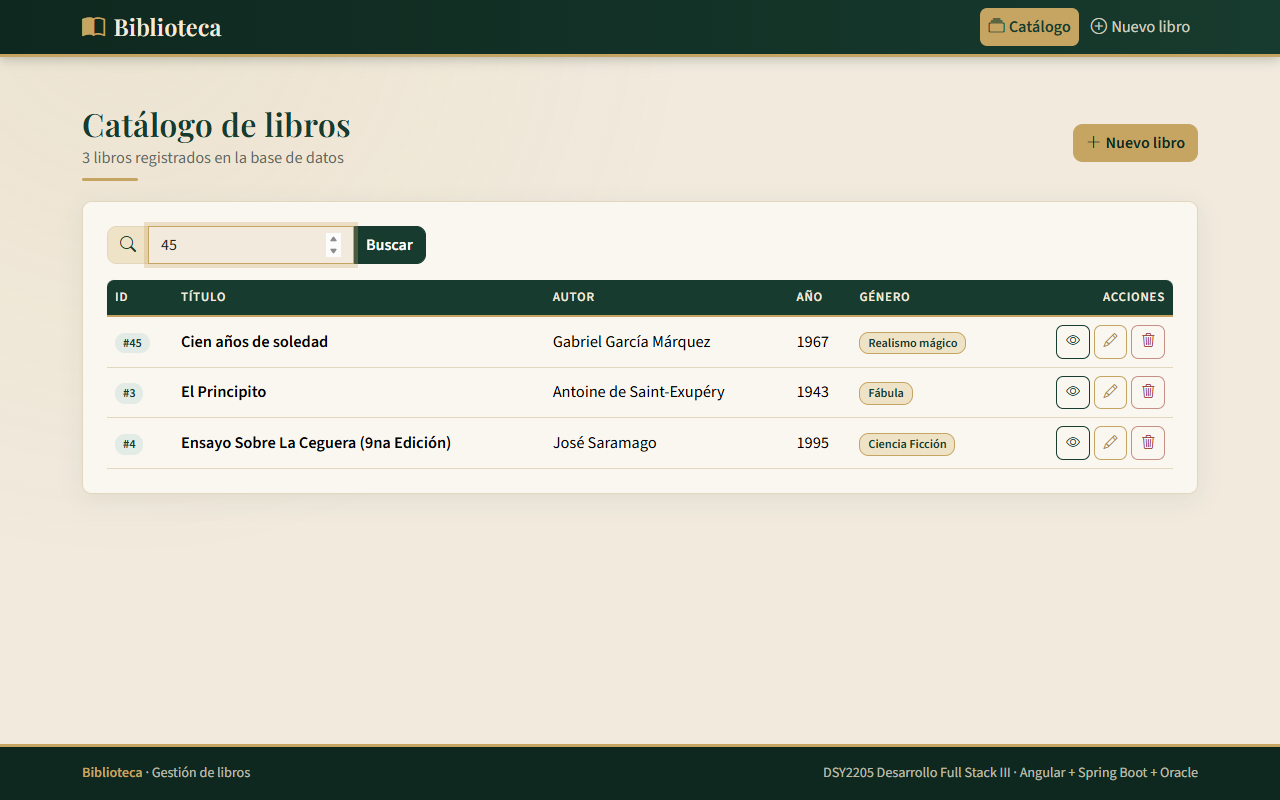 Biblioteca Catálogo Nuevo libro
Catálogo de libros
3 libros registrados en la base de datos
Nuevo libro
45 Buscar
ID TÍTULO AUTOR AÑO GÉNERO ACCIONES
#45 Cien años de soledad Gabriel García Márquez 1967 Realismo mágico
#3 El Principito Antoine de Saint-Exupéry 1943 Fábula
#4 Ensayo Sobre La Ceguera (9na Edición) José Saramago 1995 Ciencia Ficción
Biblioteca · Gestión de libros DSY2205 Desarrollo Full Stack III · Angular + Spring Boot + Oracle